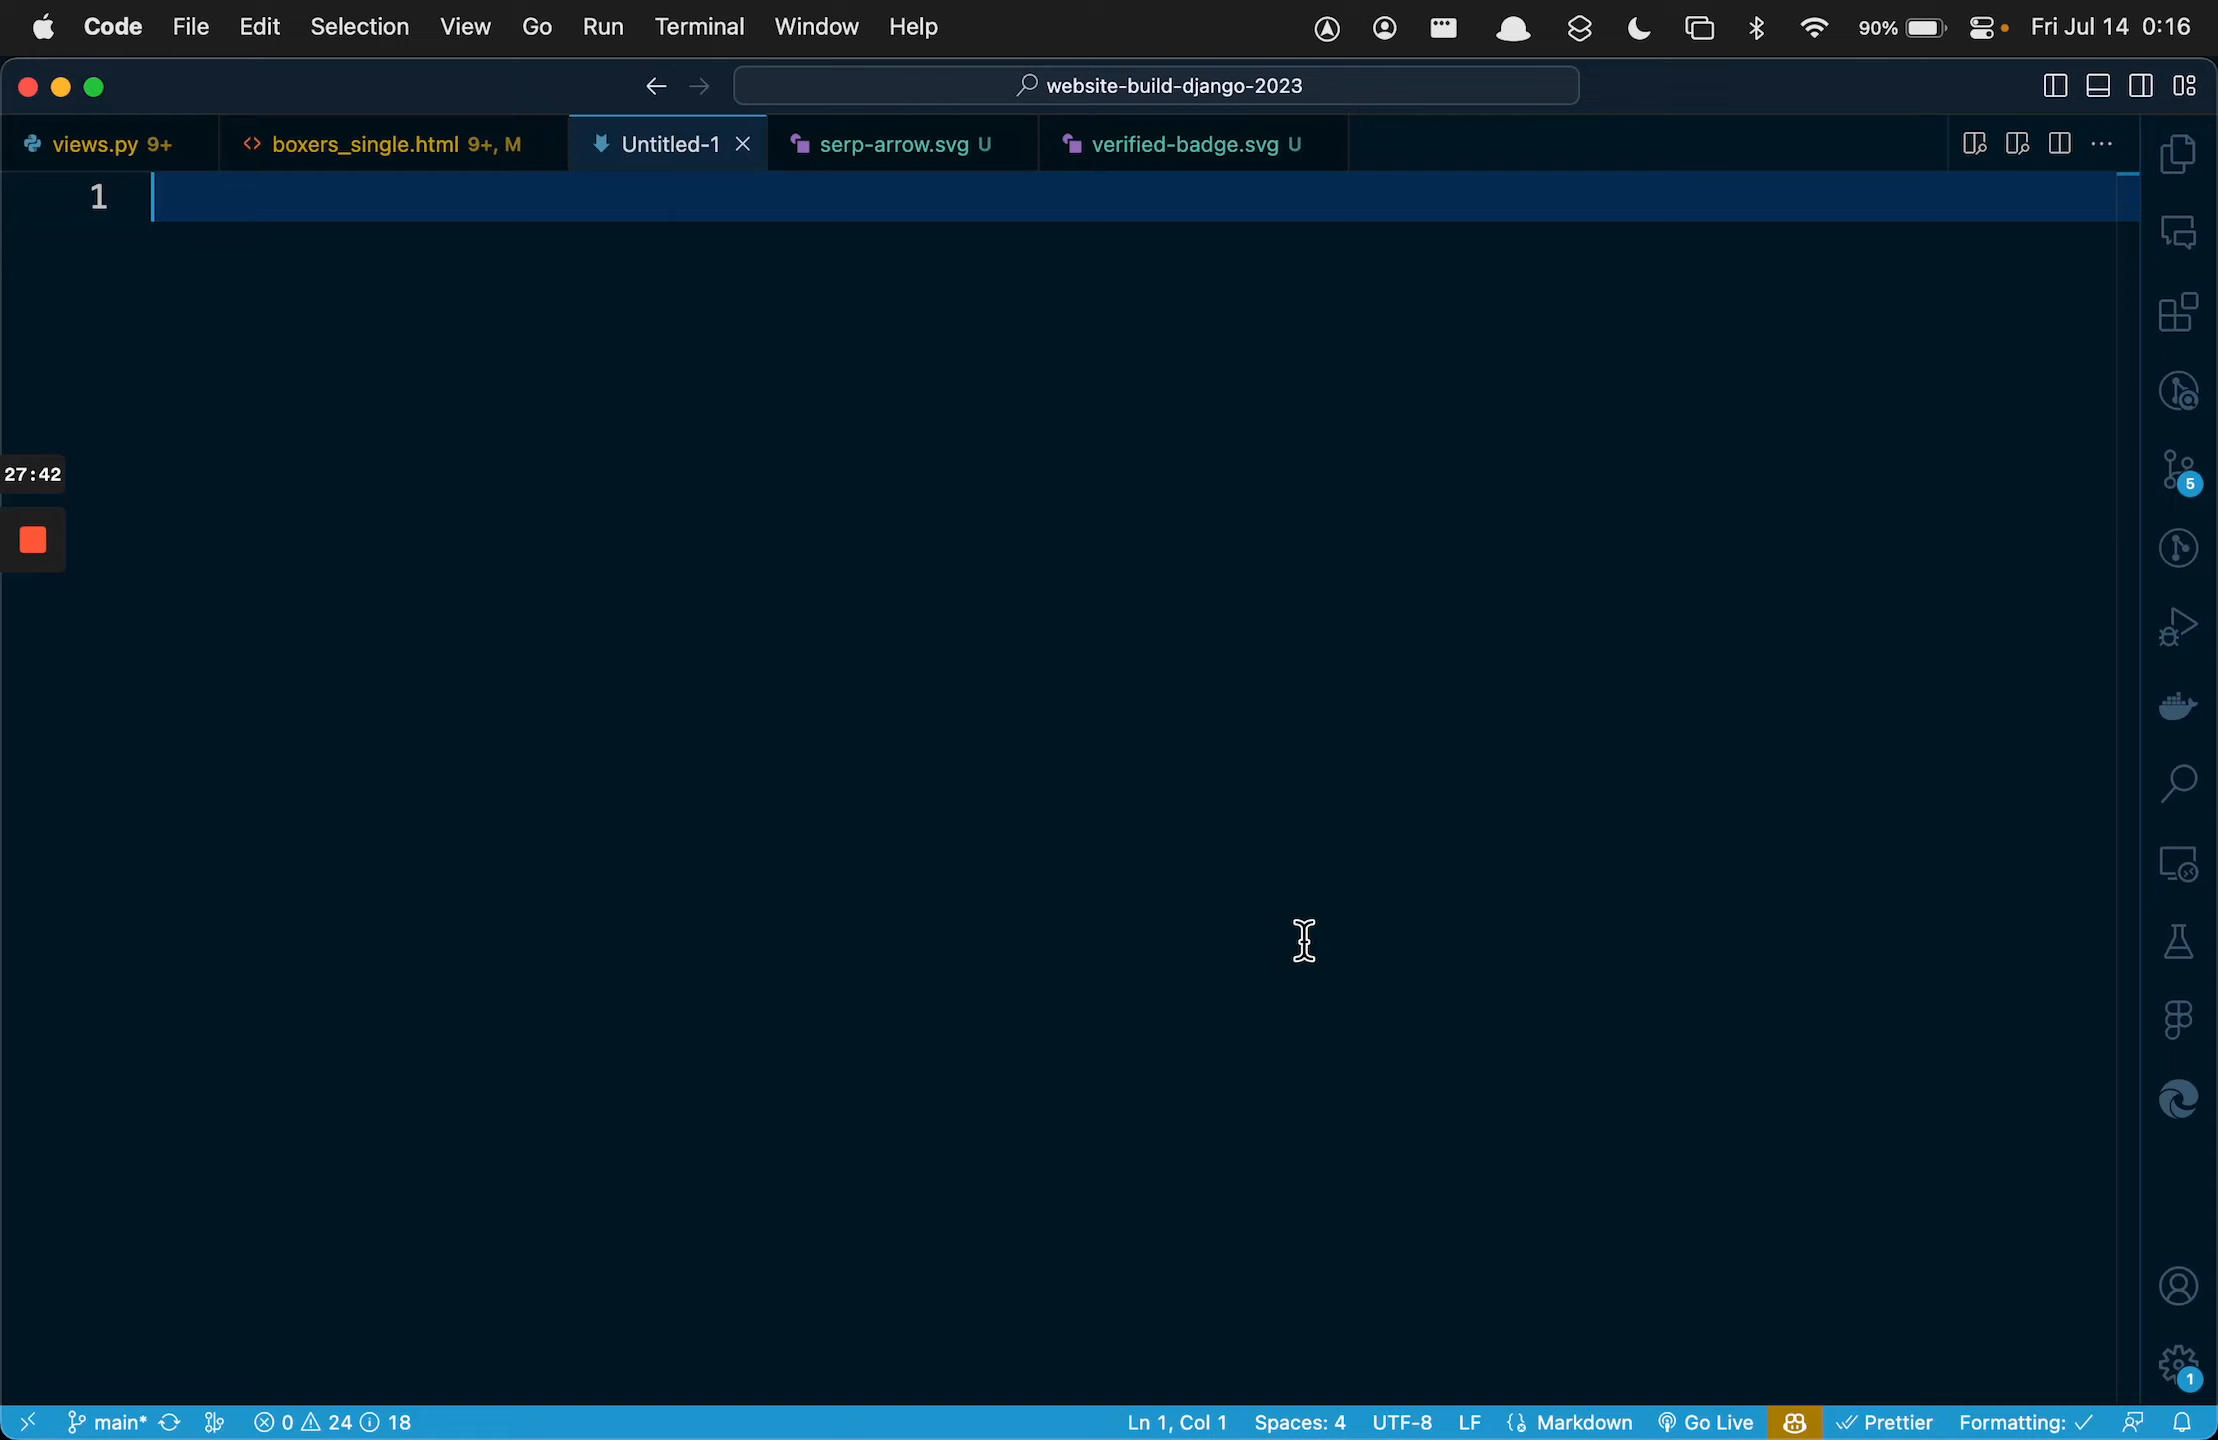 Code File Edit Selection View Go Run Terminal Window Help 90% Fri Jul 14 0:16
website-build-django-2023
views.py 9+ boxers_single.html 9+, M Untitled-1 serp-arrow.svg U verified-badge.svg U
1
27:42
5
1
main* 0 24 18 Ln 1, Col 1 Spaces: 4 UTF-8 LF Markdown Go Live Prettier Formatting: